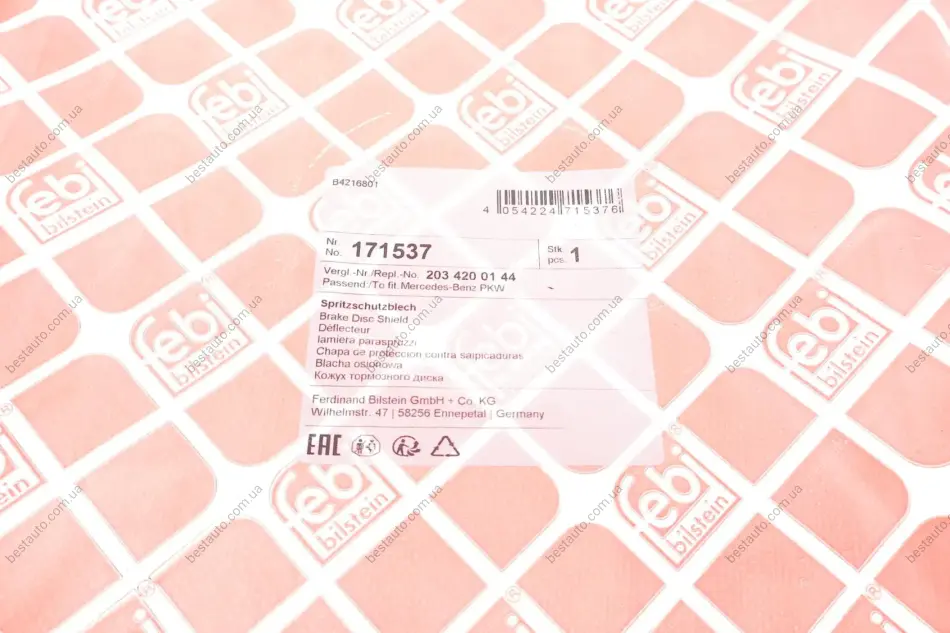 B4216801
4 054224 715376
Nr.
No. 171537
Stk.
pcs. 1
Vergl.-Nr./Repl.-No. 203 420 01 44
Passend./To fit. Mercedes-Benz PKW
Spritzschutzblech
Brake Disc Shield
Déflecteur
lamiera paraspruzzi
Chapa de protección contra salpicaduras
Blacha osłonowa
Кожух тормозного диска
Ferdinand Bilstein GmbH + Co. KG
Wilhelmstr. 47 | 58256 Ennepetal | Germany
EAC
febi
bilstein
bestauto.com.ua